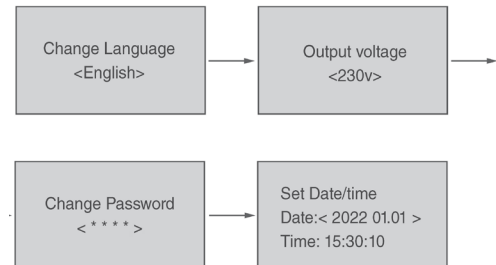 Change Language
<English>
Output voltage
<230v>
Change Password
< * * * * >
Set Date/time
Date:< 2022 01.01 >
Time: 15:30:10